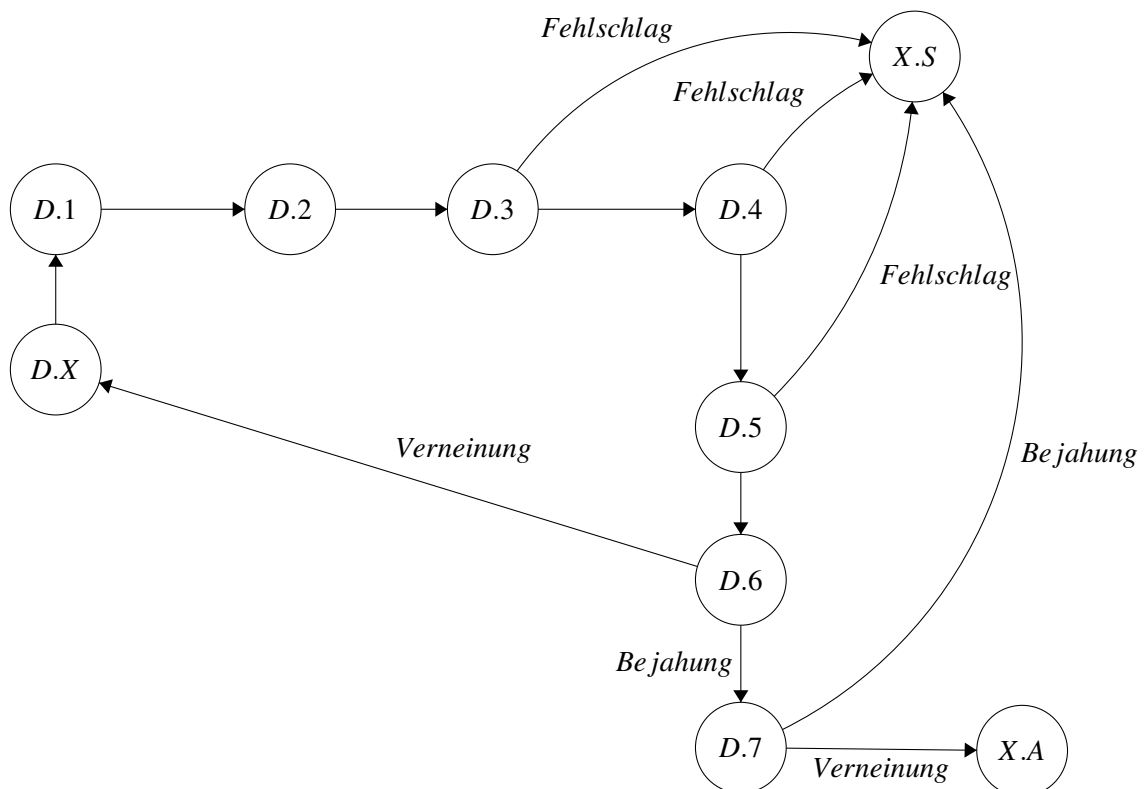 Fehlschlag
X.S
Fehlschlag
D.1
D.2
D.3
D.4
Fehlschlag
D.X
D.5
Verneinung
Bejahung
D.6
Bejahung
D.7
X.A
Verneinung